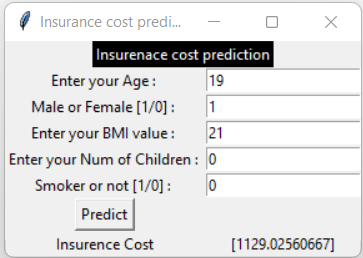 Insurance cost predi...
Insurenace cost prediction
Enter your Age : 19
Male or Female [1/0] : 1
Enter your BMI value : 21
Enter your Num of Children : 0
Smoker or not [1/0] : 0
Predict
Insurence Cost [1129.02560667]